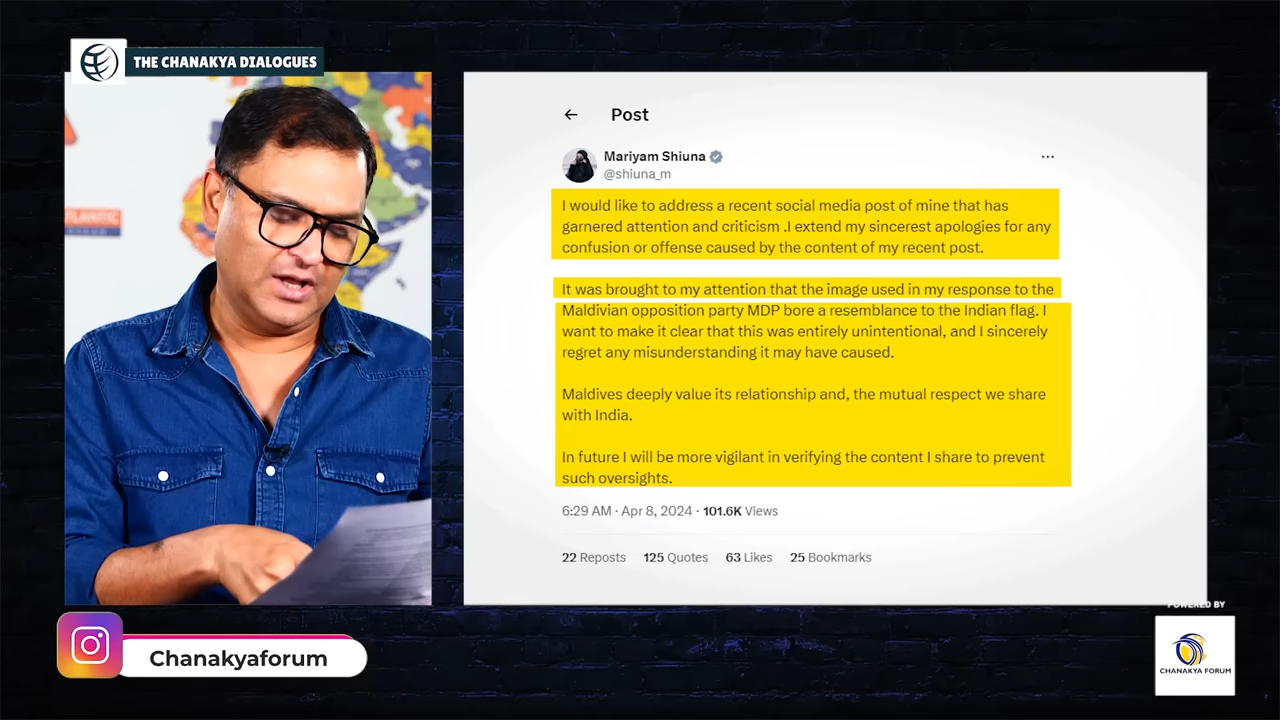 THE CHANAKYA DIALOGUES
Post
Mariyam Shiuna
@shiuna_m
I would like to address a recent social media post of mine that has
garnered attention and criticism .I extend my sincerest apologies for any
confusion or offense caused by the content of my recent post.
It was brought to my attention that the image used in my response to the
Maldivian opposition party MDP bore a resemblance to the Indian flag. I
want to make it clear that this was entirely unintentional, and I sincerely
regret any misunderstanding it may have caused.
Maldives deeply value its relationship and, the mutual respect we share
with India.
In future I will be more vigilant in verifying the content I share to prevent
such oversights.
6:29 AM · Apr 8, 2024 · 101.6K Views
22 Reposts 125 Quotes 63 Likes 25 Bookmarks
Chanakyaforum
POWERED BY
CHANAKYA FORUM